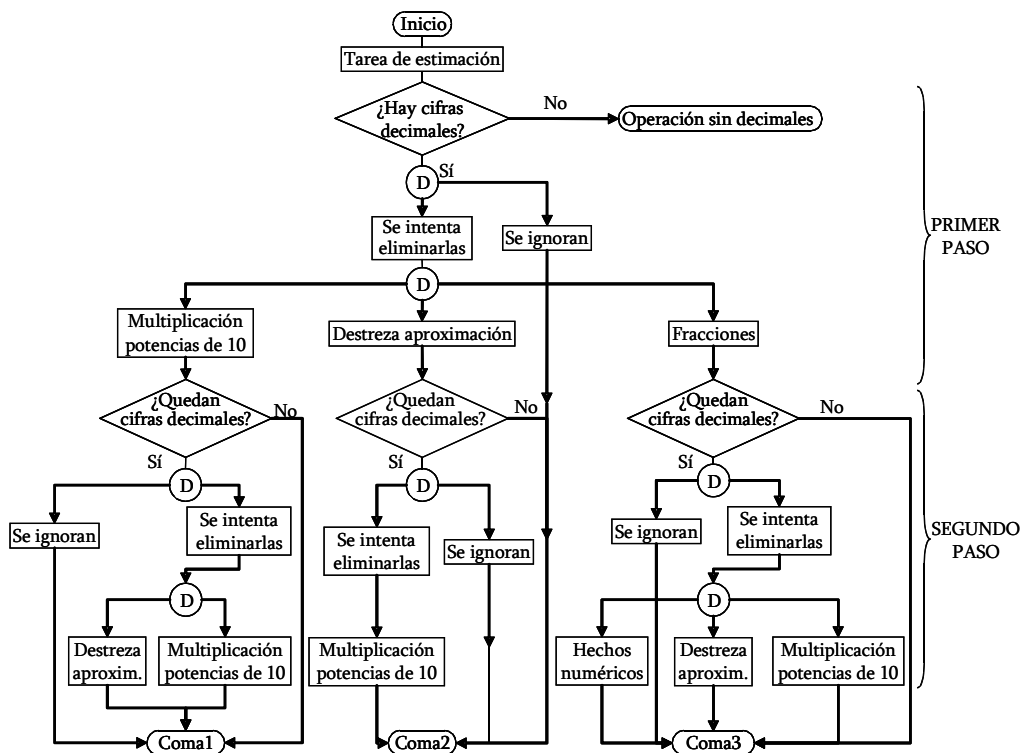 Inicio
Tarea de estimación
¿Hay cifras
decimales?
No
Operación sin decimales
Sí
D
Se intenta
eliminarlas
Se ignoran
PRIMER
PASO
D
Multiplicación
potencias de 10
Destreza aproximación
Fracciones
¿Quedan
cifras decimales?
No
¿Quedan
cifras decimales?
No
¿Quedan
cifras decimales?
No
Sí
D
Sí
D
Sí
D
Se ignoran
Se intenta
eliminarlas
Se intenta
eliminarlas
Se ignoran
Se ignoran
Se intenta
eliminarlas
SEGUNDO
PASO
D
D
Destreza
aproxim.
Multiplicación
potencias de 10
Multiplicación
potencias de 10
Hechos
numéricos
Destreza
aproxim.
Multiplicación
potencias de 10
Coma1
Coma2
Coma3